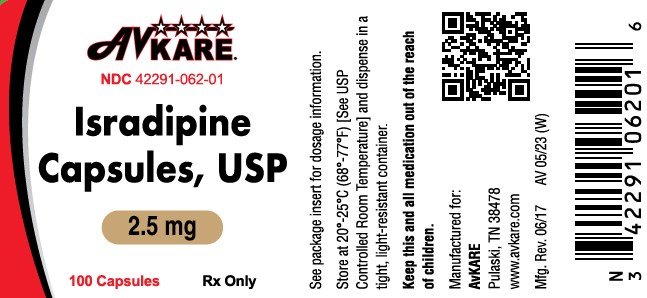 AVKARE.
NDC 42291-062-01
Isradipine
Capsules, USP
2.5 mg
100 Capsules Rx Only
See package insert for dosage information.
Store at 20°-25°C (68°-77°F) [See USP
Controlled Room Temperature] and dispense in a
tight, light-resistant container.
Keep this and all medication out of the reach
of children.
Manufactured for:
AvKARE
Pulaski, TN 38478
www.avkare.com
Mfg. Rev. 06/17 AV 05/23 (W)
N
3 42291 06201 6